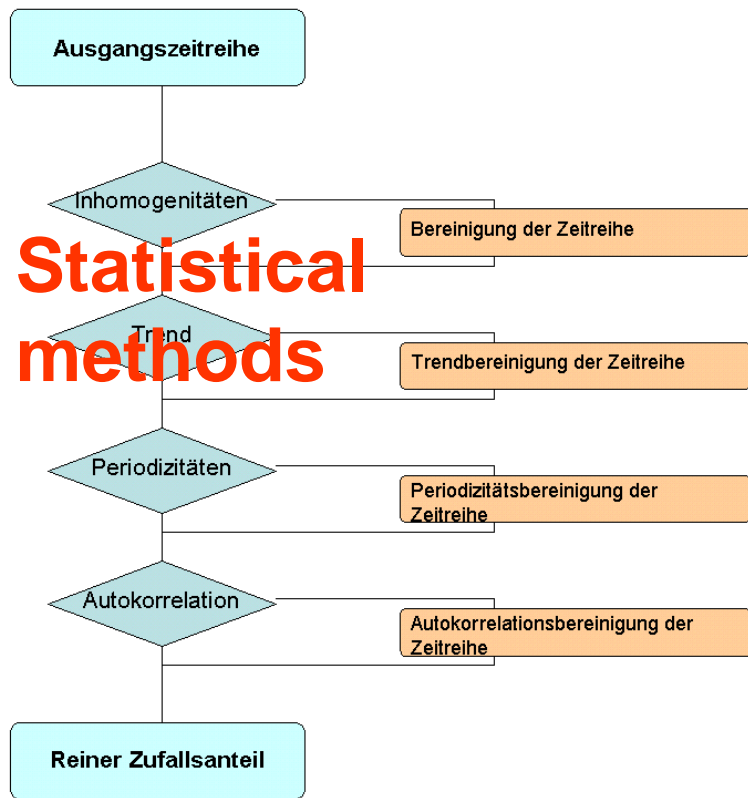 Ausgangszeitreihe
Inhomogenitäten
Bereinigung der Zeitreihe
Statistical
methods
Trend
Trendbereinigung der Zeitreihe
Periodizitäten
Periodizitätsbereinigung der
Zeitreihe
Autokorrelation
Autokorrelationsbereinigung der
Zeitreihe
Reiner Zufallsanteil